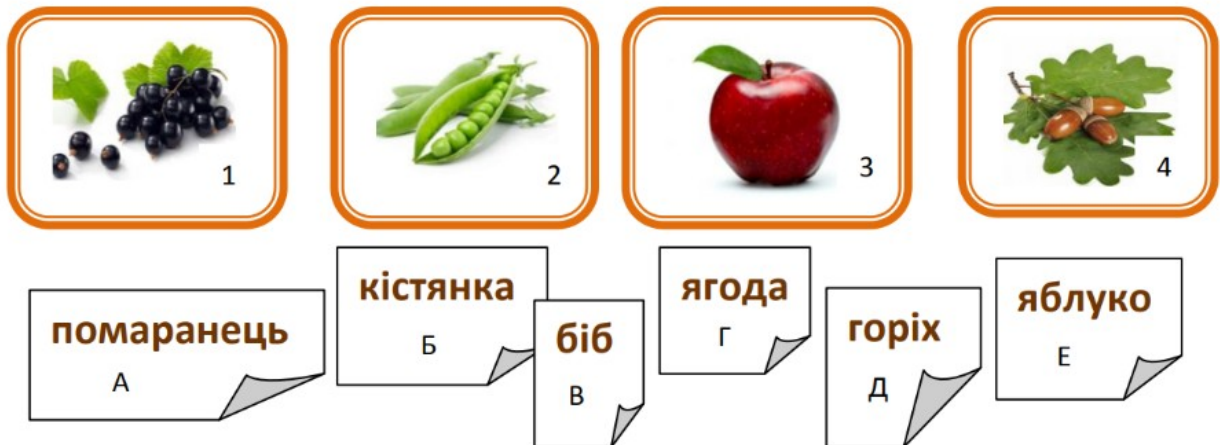 1
2
3
4
помаранець
А
кістянка
Б
біб
В
ягода
Г
горіх
Д
яблуко
Е